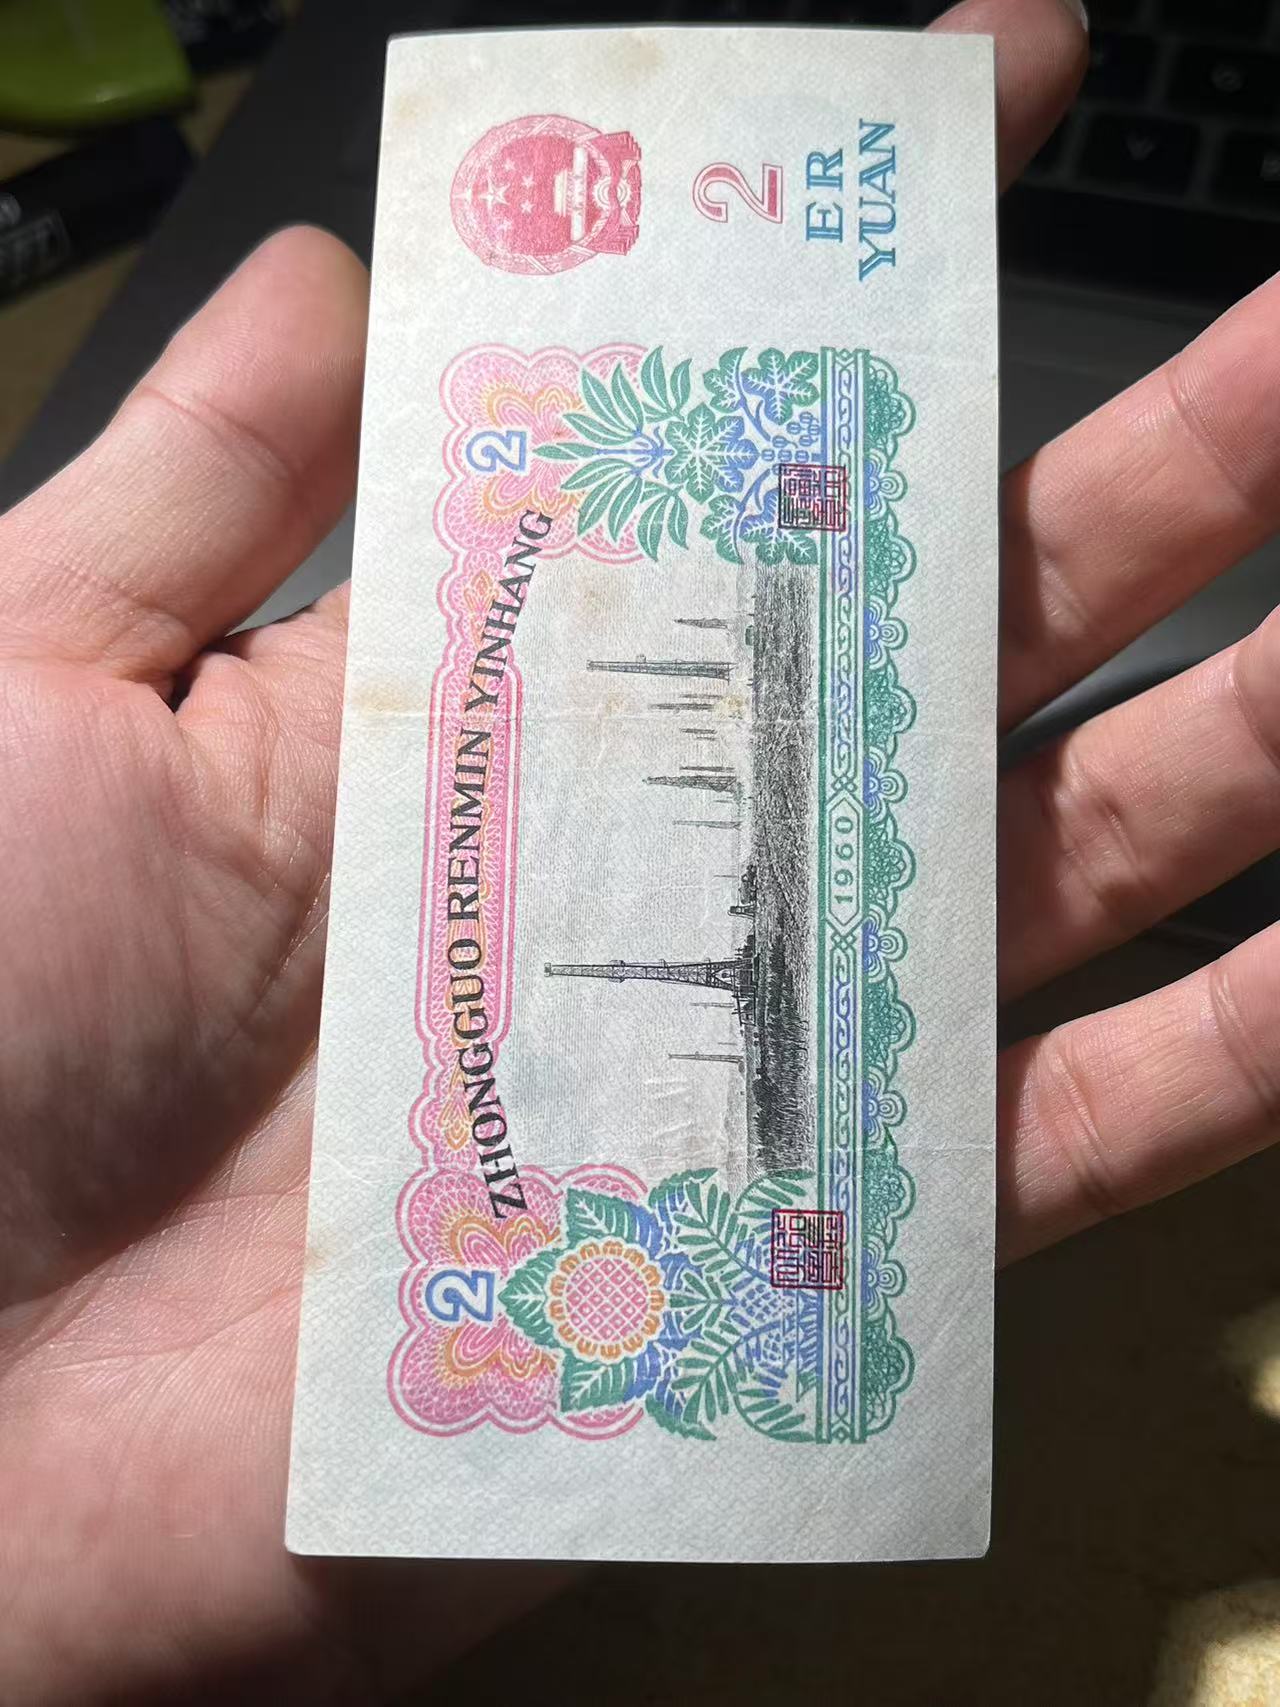 ZHONGGUO RENMIN YINHANG
2
2
1960
2
ER
YUAN